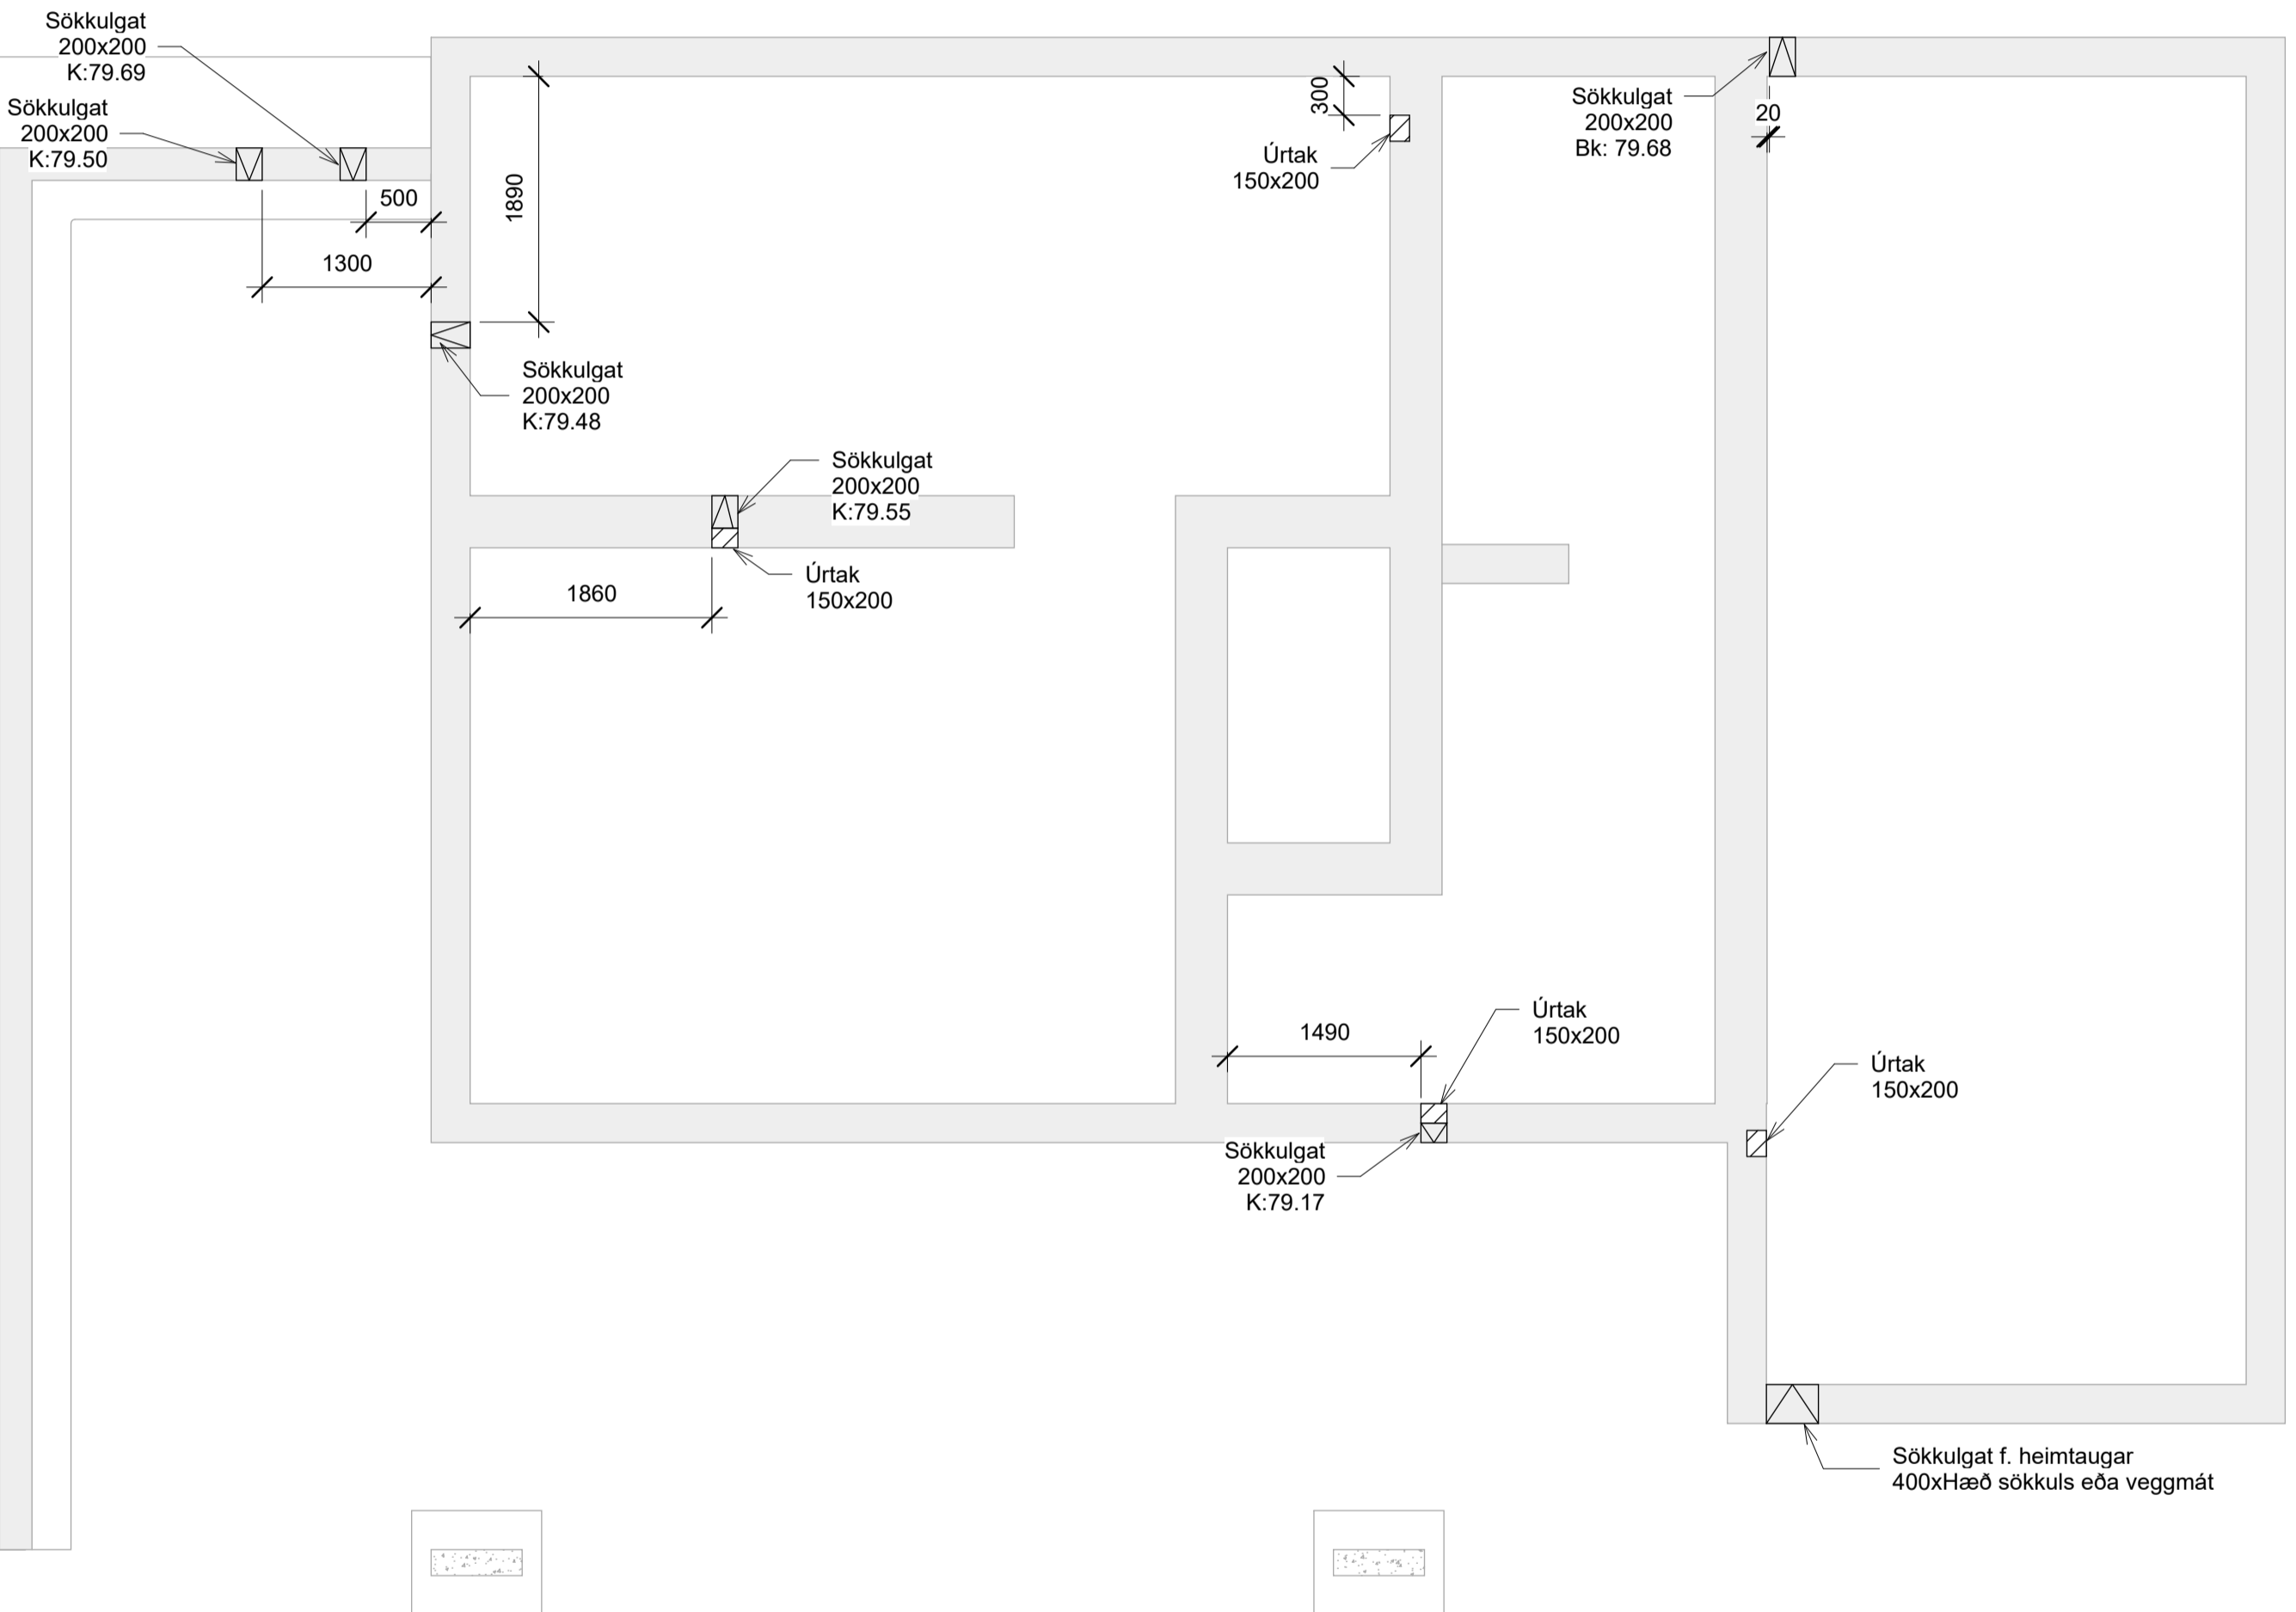 Sökkulgat
200x200
K:79.69
Sökkulgat
200x200
K:79.50
500
1300
1890
Sökkulgat
200x200
K:79.48
300
Úrtak
150x200
Sökkulgat
200x200
Bk: 79.68
20
Sökkulgat
200x200
K:79.55
Úrtak
150x200
1860
1490
Úrtak
150x200
Úrtak
150x200
Sökkulgat
200x200
K:79.17
Sökkulgat f. heimtaugar
400xHæð sökkuls eða veggmát